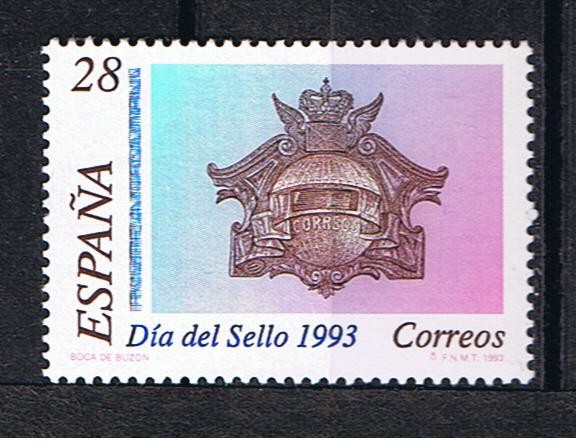 28
ESPAÑA
CORREOS
Día del Sello 1993
Correos
BOCA DE BUZON
F.N.M.T. 1993